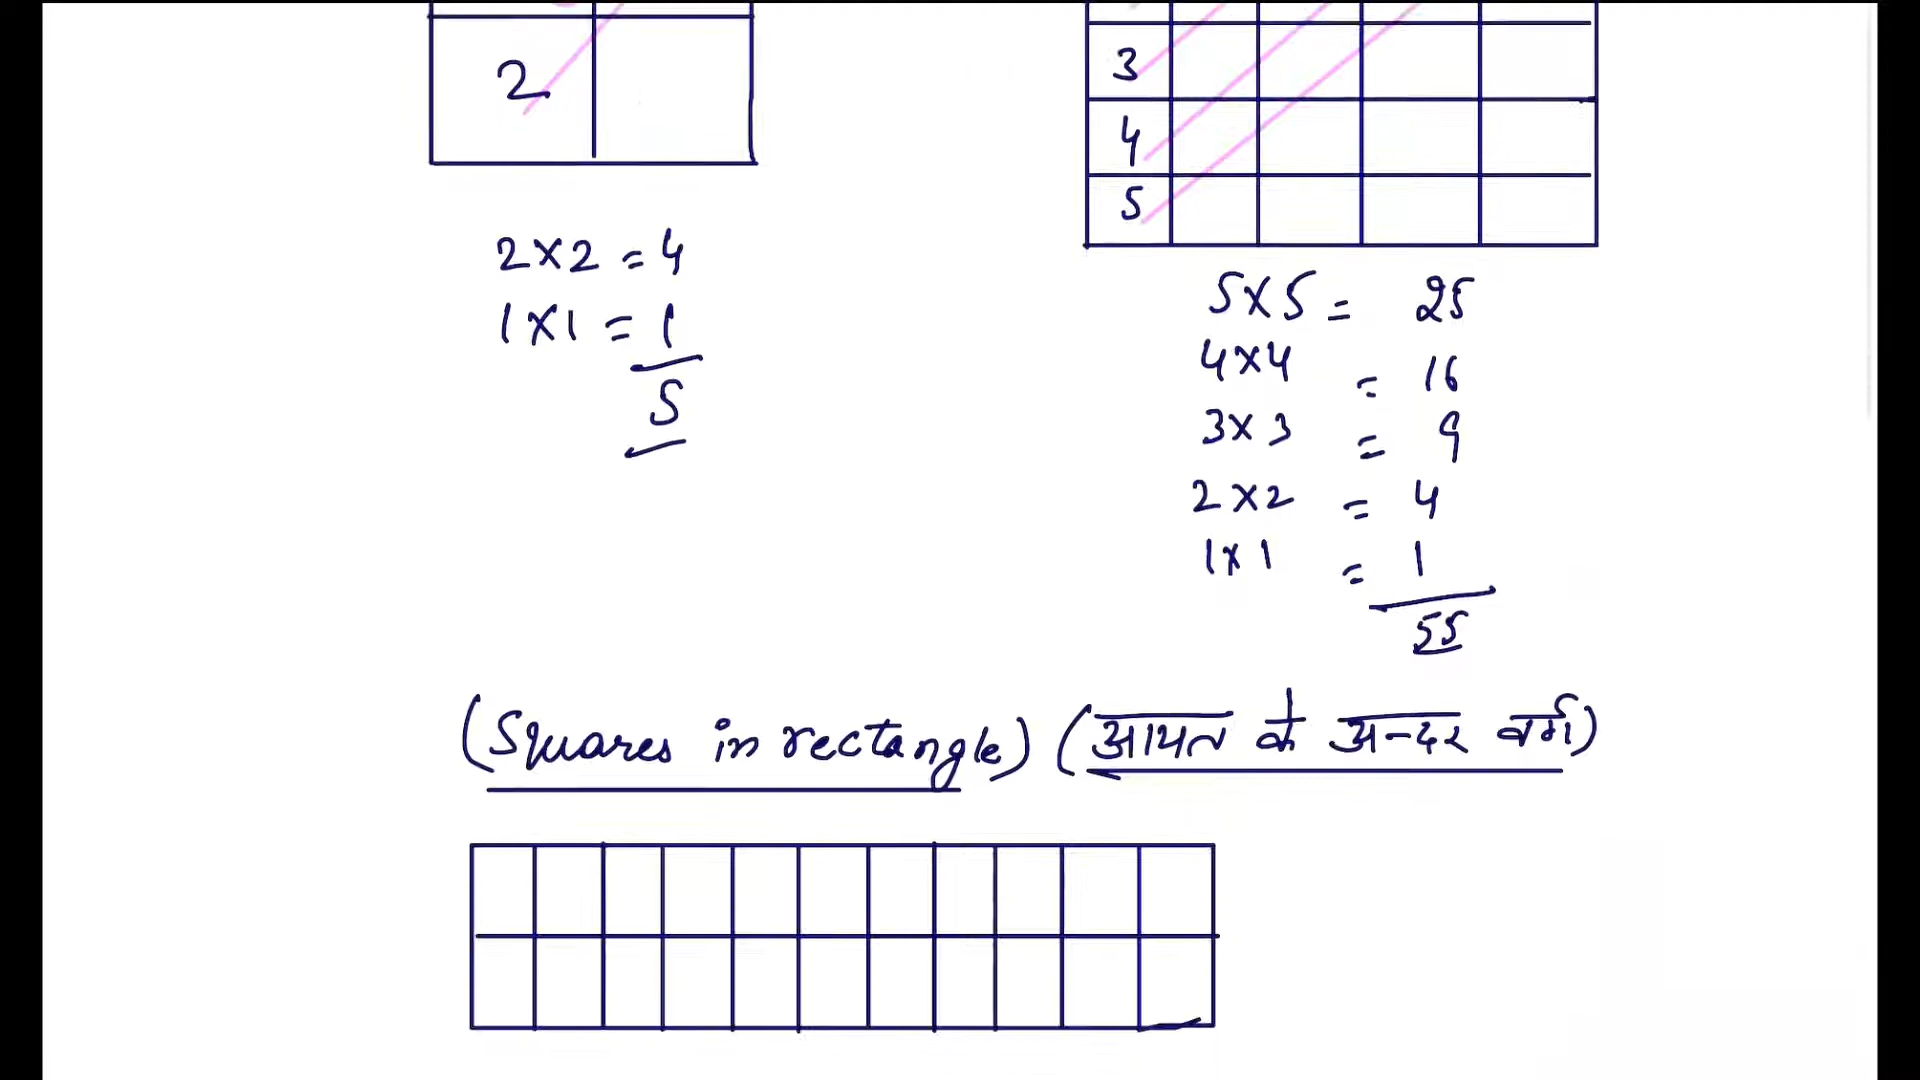 2
3
4
5
2×2 = 4
1×1 = 1
5
5×5 = 25
4×4 = 16
3×3 = 9
2×2 = 4
1×1 = 1
55
(Squares in rectangle) (आयत के अन्दर वर्ग)